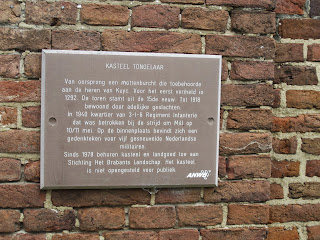 KASTEEL TONGELAAR
Van oorsprong een motteburcht die toebehoorde
aan de heren van Kuyc. Voor het eerst vermeld in
1282. De toren stamt uit de 15de eeuw. Tot 1918
bewoond door adellijke geslachten.
In 1940 kwartier van 3-1-6 Regiment Infanterie
dat was betrokken bij de strijd om Mill op
10/11 mei. Op de binnenplaats bevindt zich een
gedenksteen voor vijf gesneuvelde Nederlandse
militairen.
Sinds 1978 behoren kasteel en landgoed toe aan
Stichting Het Brabants Landschap. Het kasteel
is niet opengesteld voor publiek.
ANWB